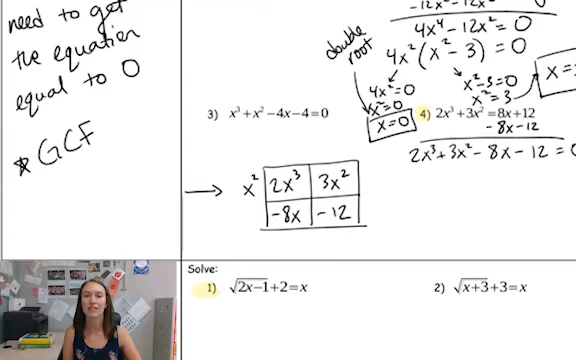 need to get
the equation
equal to 0
* GCF
-12x² -12x² 0
4x⁴ - 12x² = 0
4x²(x² - 3) = 0
double
root
4x² = 0
x² = 0
x = 0
x² - 3 = 0
x² = 3
x =
3) x³ + x² - 4x - 4 = 0
4) 2x³ + 3x² = 8x + 12
- 8x - 12
2x³ + 3x² - 8x - 12 = 0
→ x² 2x³ 3x²
-8x -12
Solve:
1) √(2x-1) + 2 = x
2) √(x+3) + 3 = x